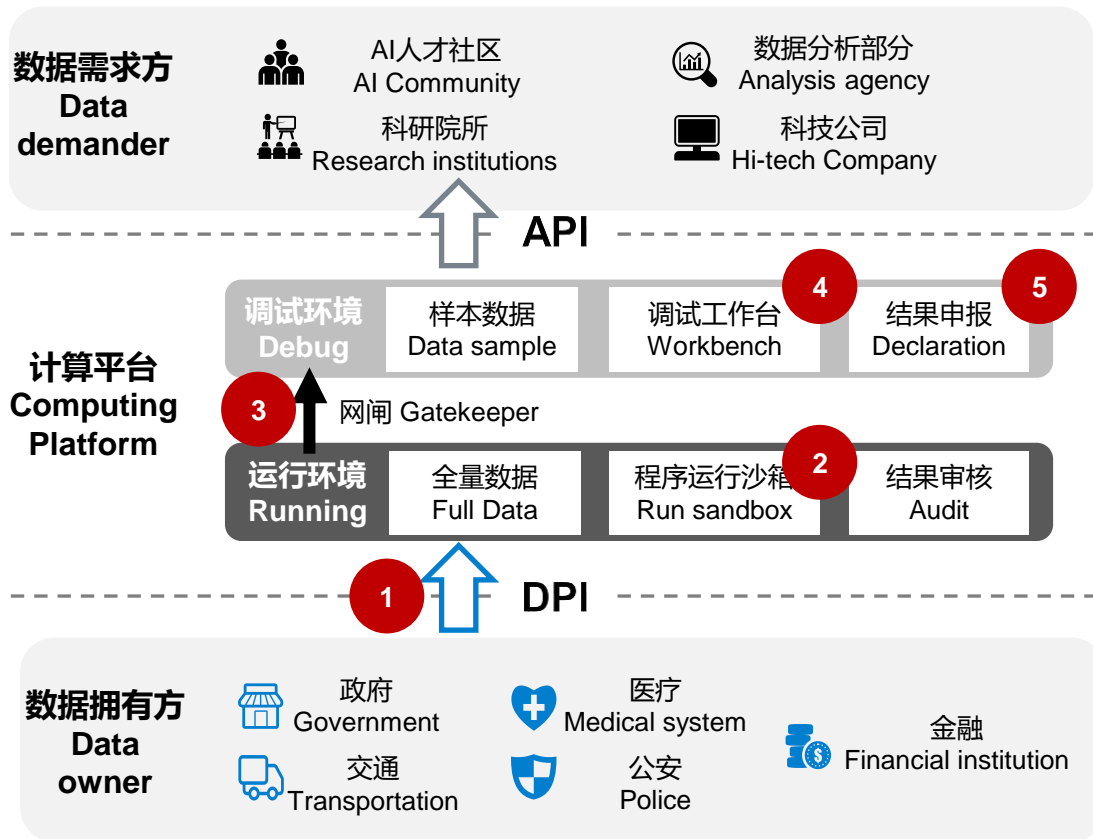 数据需求方
Data
demander
AI人才社区
AI Community
数据分析部分
Analysis agency
科研院所
Research institutions
科技公司
Hi-tech Company
API
计算平台
Computing
Platform
调试环境
Debug
样本数据
Data sample
调试工作台
Workbench
4
结果申报
Declaration
5
3
网闸 Gatekeeper
运行环境
Running
全量数据
Full Data
程序运行沙箱
Run sandbox
2
结果审核
Audit
1
DPI
数据拥有方
Data
owner
政府
Government
医疗
Medical system
金融
Financial institution
交通
Transportation
公安
Police